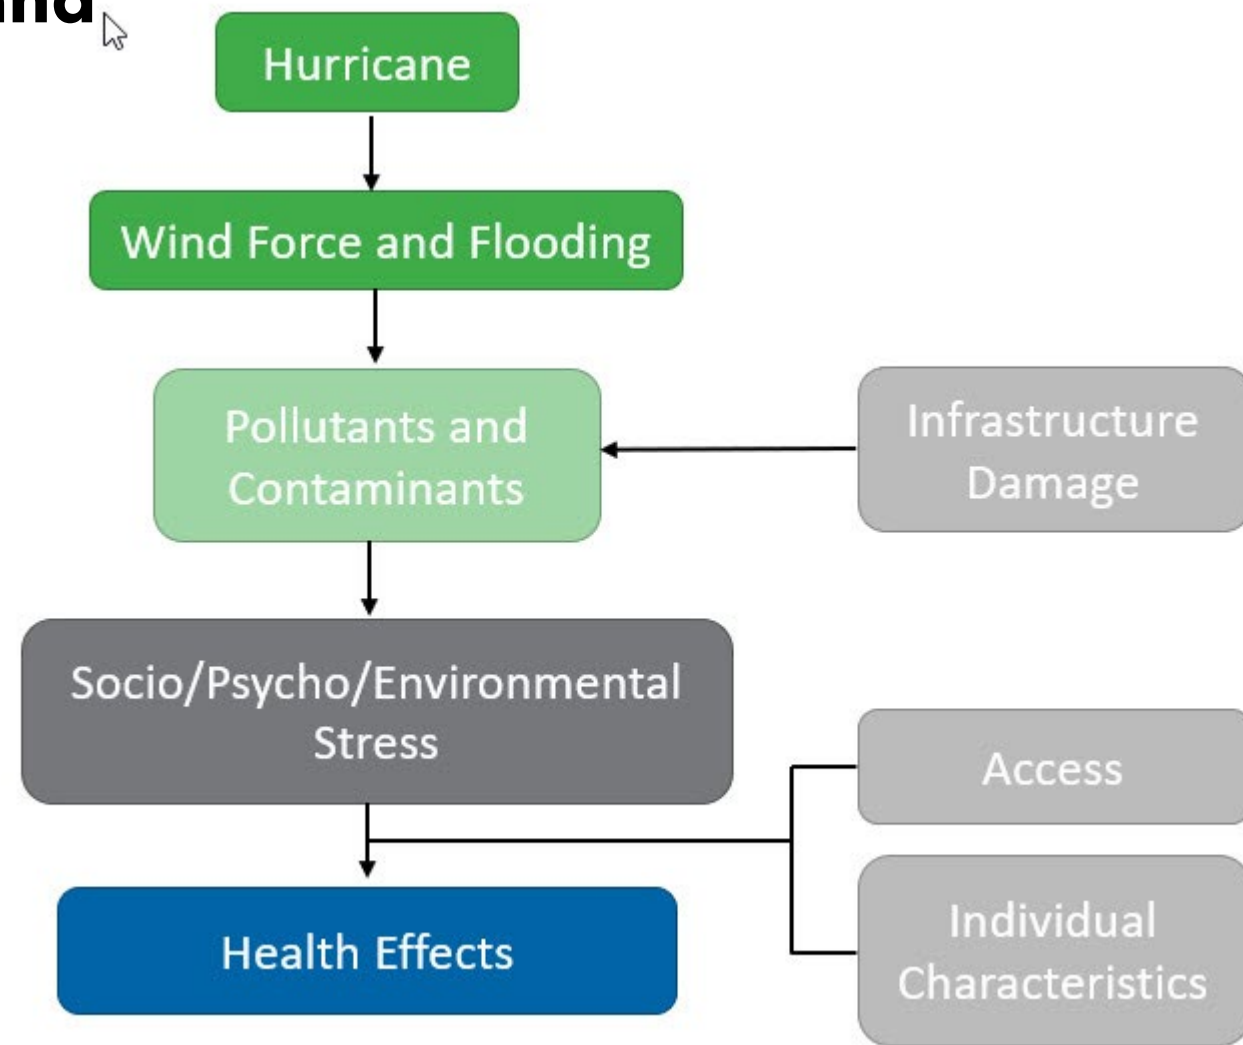 Hurricane
Wind Force and Flooding
Pollutants and
Contaminants
Infrastructure
Damage
Socio/Psycho/Environmental
Stress
Access
Individual
Characteristics
Health Effects